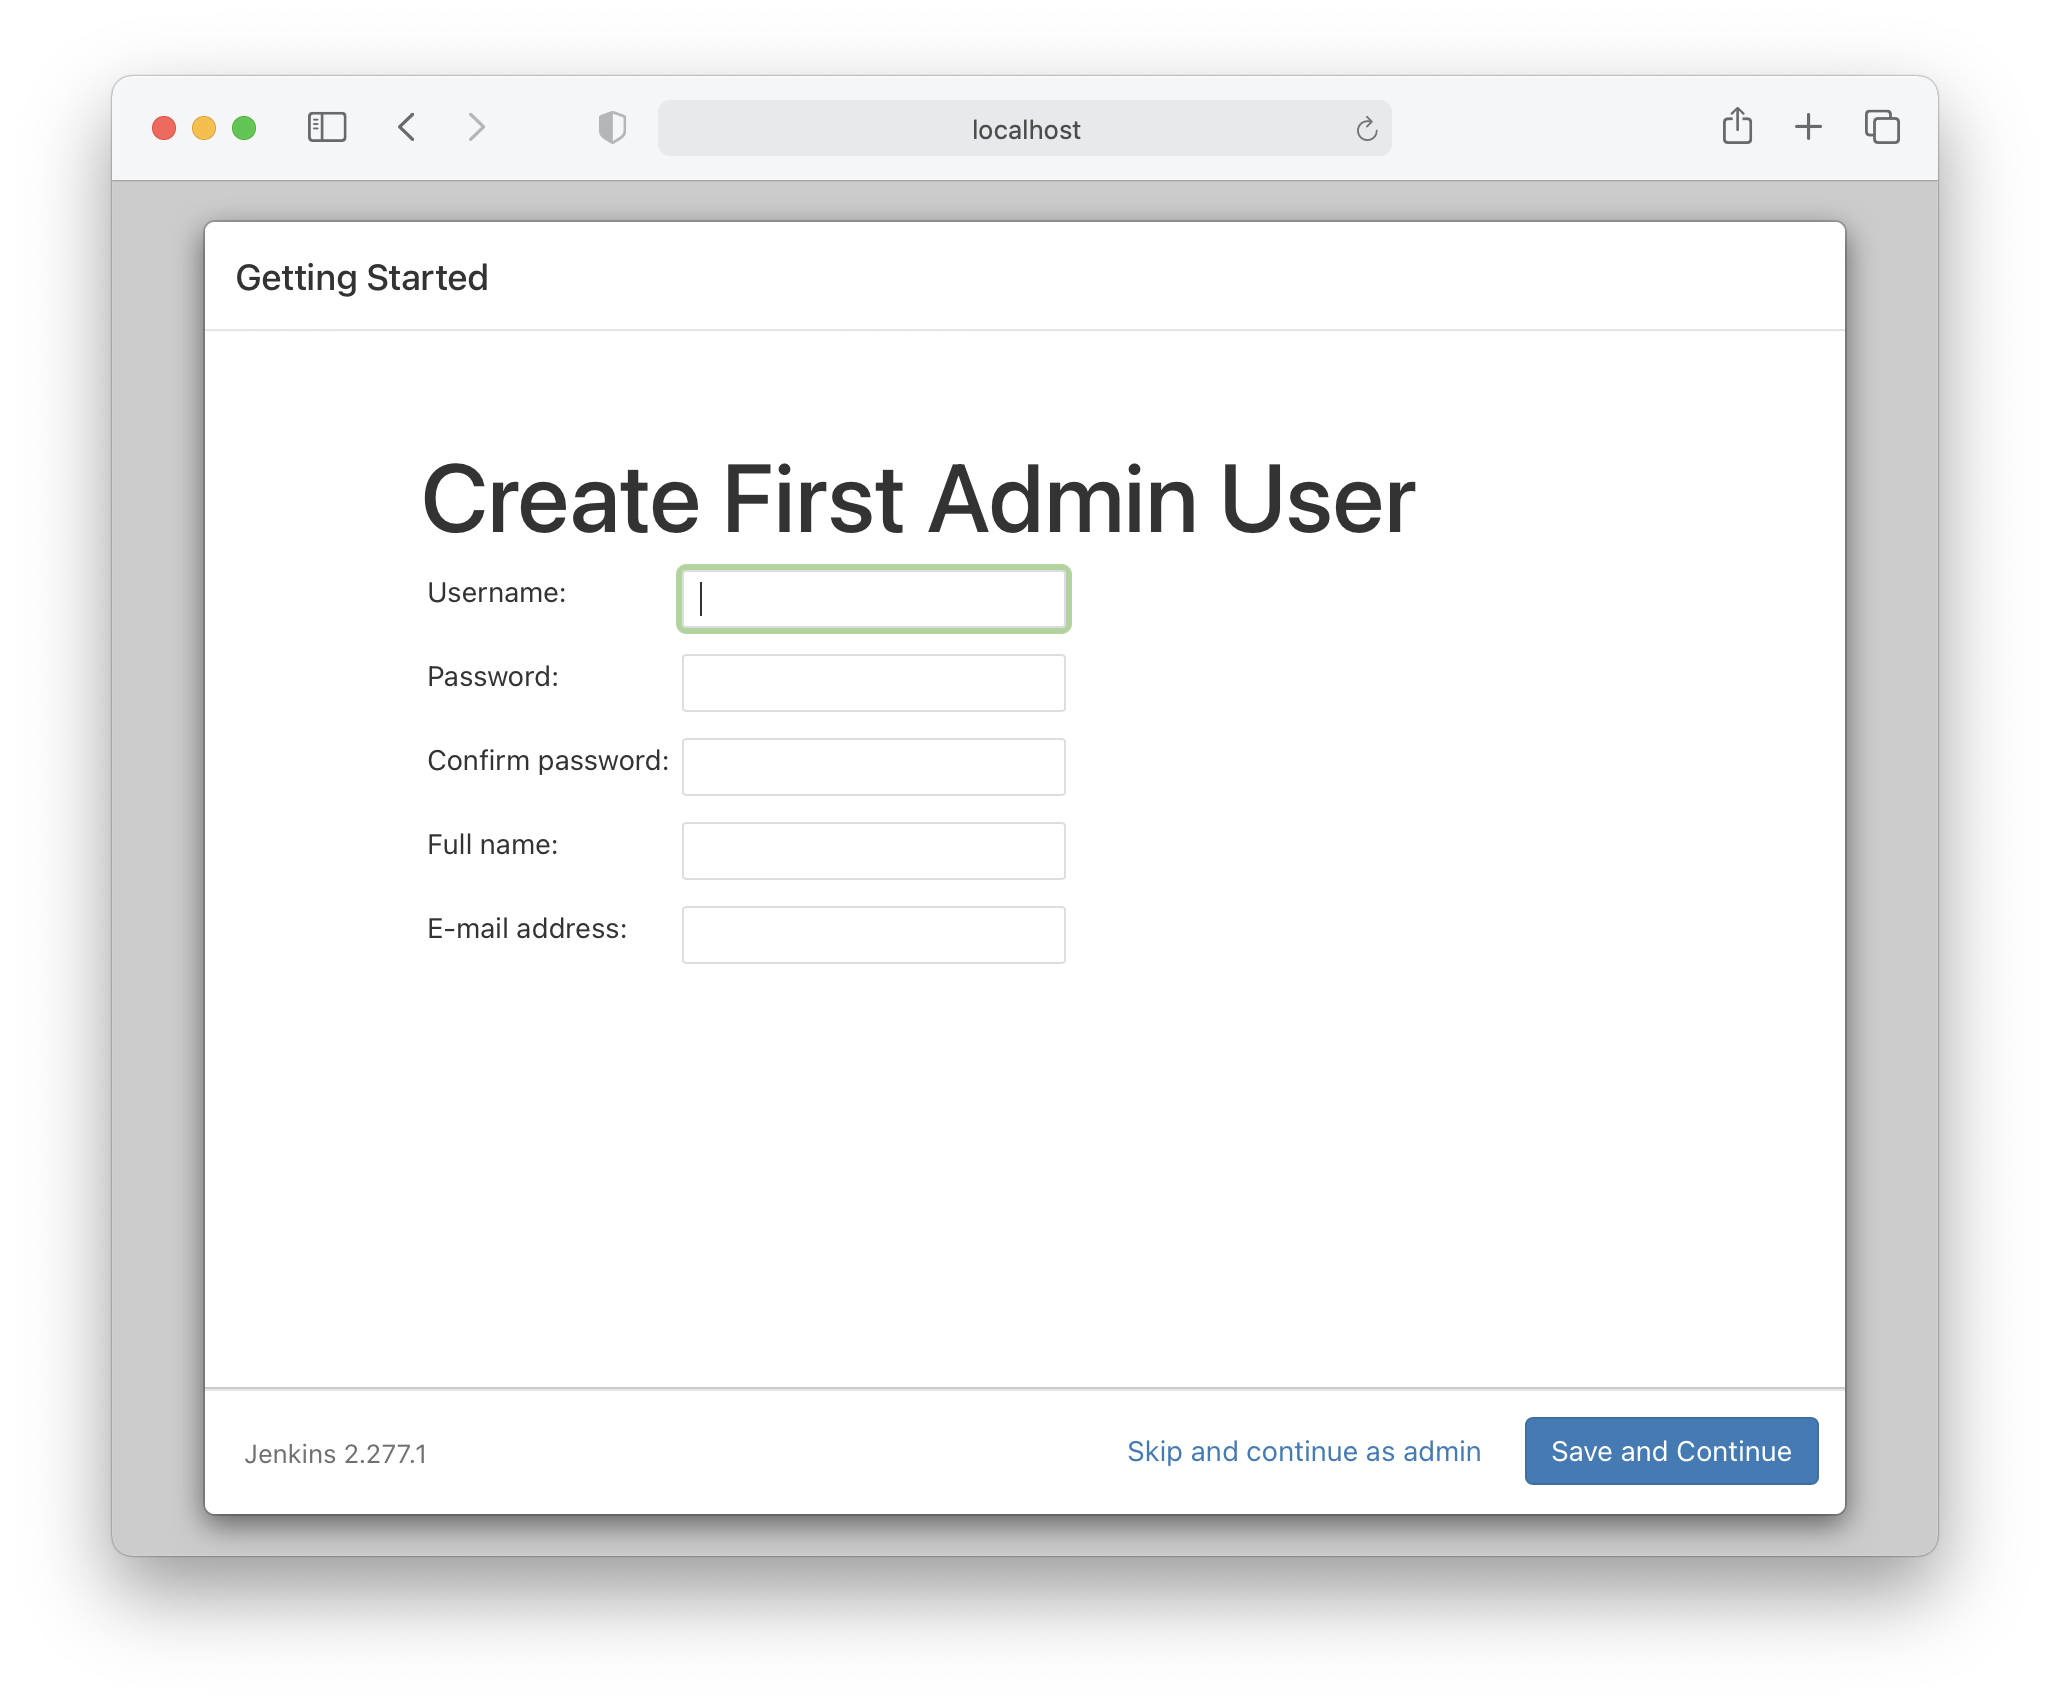 localhost
Getting Started
Create First Admin User
Username:
Password:
Confirm password:
Full name:
E-mail address:
Jenkins 2.277.1
Skip and continue as admin
Save and Continue